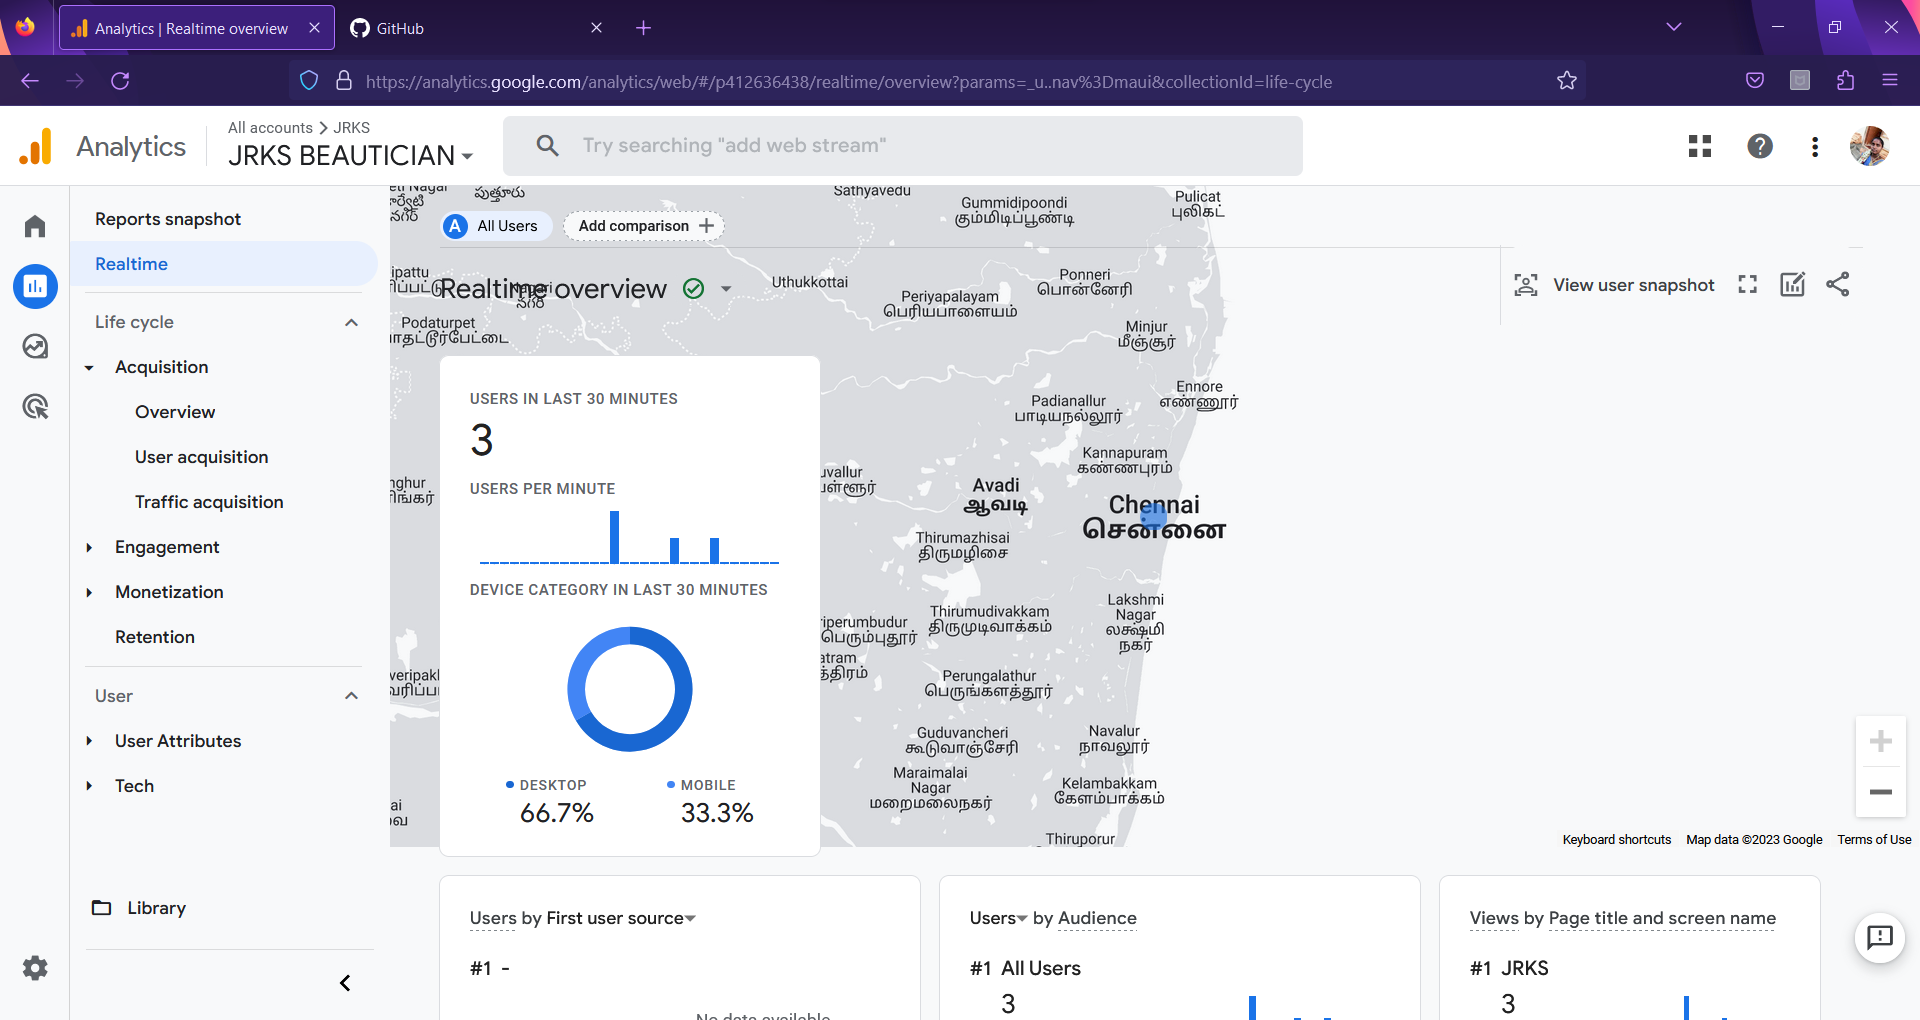 Analytics | Realtime overview
GitHub
https://analytics.google.com/analytics/web/#/p412636438/realtime/overview?params=_u..nav%3Dmaui&collectionId=life-cycle
Analytics
All accounts > JRKS
JRKS BEAUTICIAN
Try searching "add web stream"
Reports snapshot
Realtime
Life cycle
Acquisition
Overview
User acquisition
Traffic acquisition
Engagement
Monetization
Retention
User
User Attributes
Tech
Library
A All Users
Add comparison +
Realtime overview
View user snapshot
USERS IN LAST 30 MINUTES
3
USERS PER MINUTE
DEVICE CATEGORY IN LAST 30 MINUTES
DESKTOP
66.7%
MOBILE
33.3%
புத்தூரு
Sathyavedu
Gummidipoondi
கும்மிடிப்பூண்டி
Pulicat
புலிகட்
Nagari
Uthukkottai
Ponneri
பொன்னேரி
Periyapalayam
பெரியபாளையம்
Podaturpet
Minjur
மீஞ்சூர்
Ennore
எண்ணூர்
Padianallur
பாடியநல்லூர்
Kannapuram
கண்ணபுரம்
Avadi
ஆவடி
Chennai
சென்னை
Thirumazhisai
திருமழிசை
Lakshmi
Nagar
லக்ஷ்மி
நகர்
Thirumudivakkam
திருமுடிவாக்கம்
Perungalathur
பெருங்களத்தூர்
Guduvancheri
கூடுவாஞ்சேரி
Navalur
நாவலூர்
Maraimalai
Nagar
மறைமலைநகர்
Kelambakkam
கேளம்பாக்கம்
Thiruporur
Keyboard shortcuts
Map data ©2023 Google
Terms of Use
Users by First user source
#1 -
No data available
Users by Audience
#1 All Users
3
Views by Page title and screen name
#1 JRKS
3